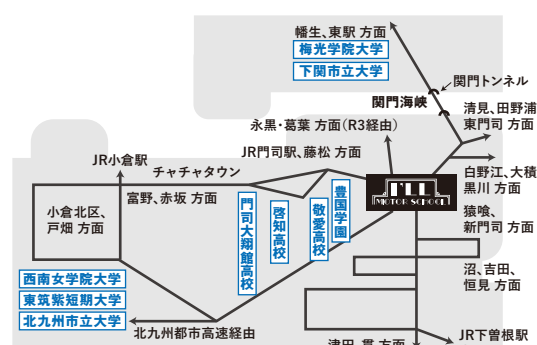 幡生、東駅 方面
梅光学院大学
下関市立大学
関門トンネル
関門海峡
清見、田野浦
東門司 方面
永黒・葛葉 方面（R3経由）
JR小倉駅
チャチャタウン
JR門司駅、藤松 方面
白野江、大積
黒川 方面
富野、赤坂 方面
MOTOR SCHOOL
小倉北区、
戸畑 方面
門司大翔館高校
啓知高校
敬愛高校
豊国学園
猿喰、
新門司 方面
西南女学院大学
東筑紫短期大学
北九州市立大学
沼、吉田、
恒見 方面
北九州都市高速経由
JR下曽根駅
津田、貫 方面